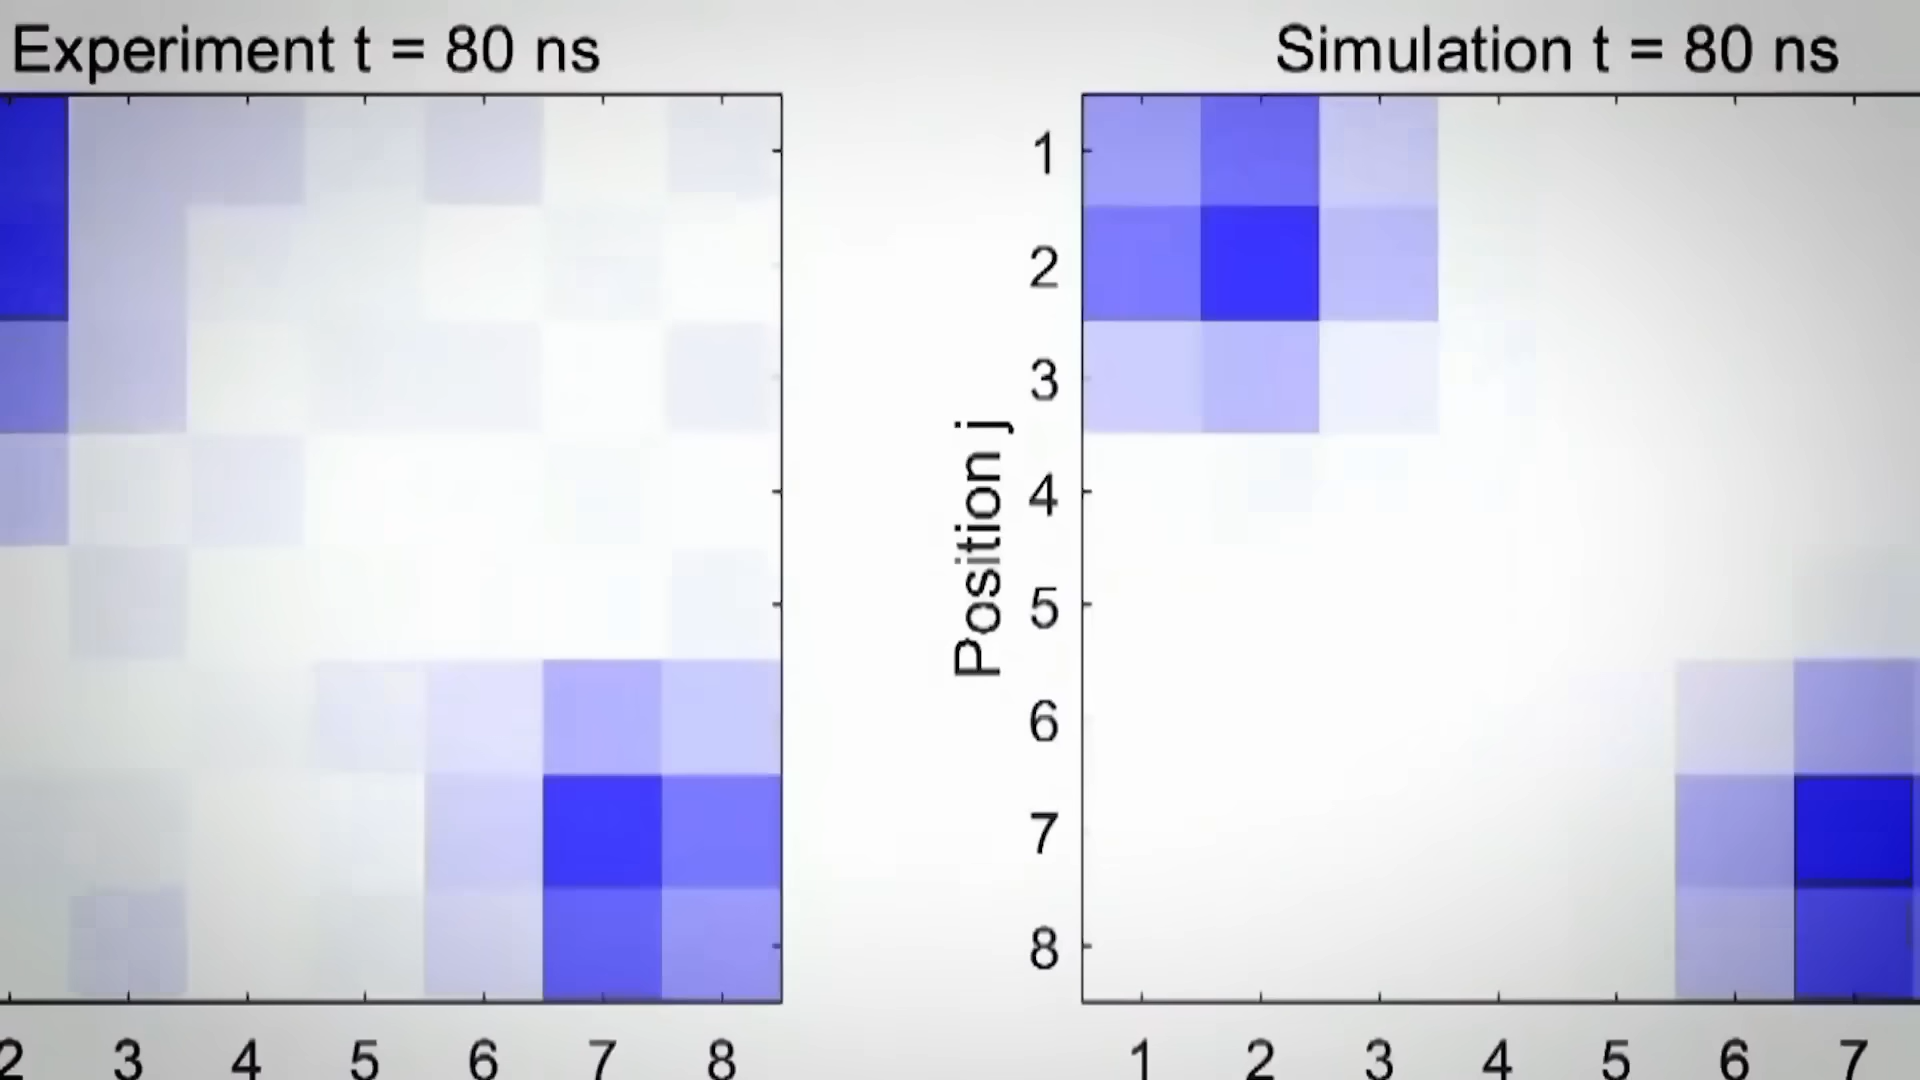 Experiment t = 80 ns
2 3 4 5 6 7 8
Simulation t = 80 ns
Position j
1
2
3
4
5
6
7
8
1 2 3 4 5 6 7